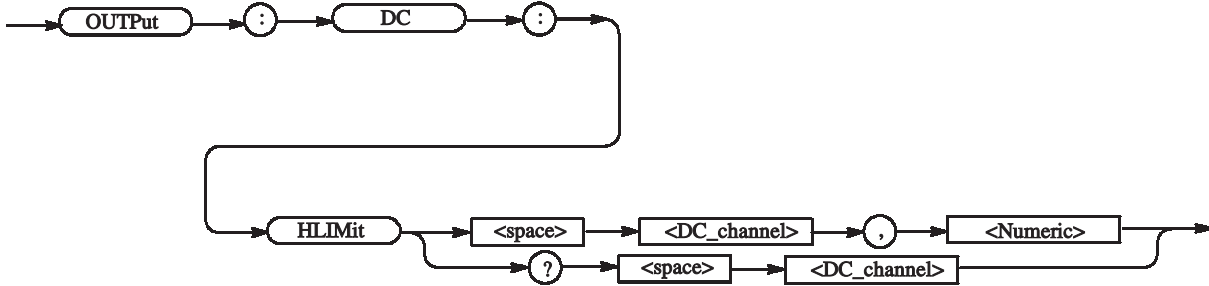 OUTPut : DC :
HLIMit <space> <DC_channel> , <Numeric>
? <space> <DC_channel>